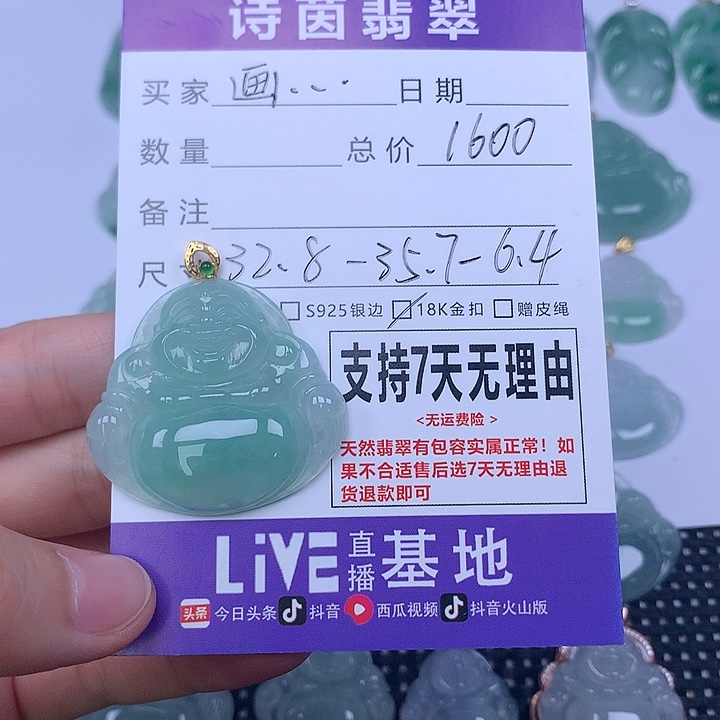 诗茵翡翠
买家 画... 日期
数量 总价 1600
备注
尺寸 32.8-35.7-6.4
S925银边 18K金扣 赠皮绳
支持7天无理由
<无运费险>
天然翡翠有包容实属正常！如
果不合适售后选7天无理由退
货退款即可
LiVE 直播 基地
头条 今日头条 抖音 西瓜视频 抖音火山版